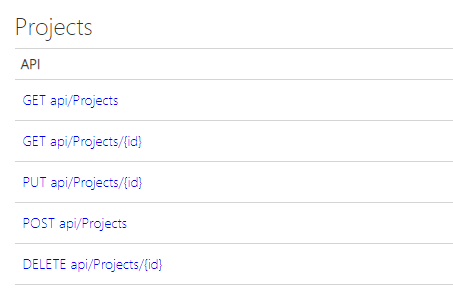 Projects
API
GET api/Projects
GET api/Projects/{id}
PUT api/Projects/{id}
POST api/Projects
DELETE api/Projects/{id}